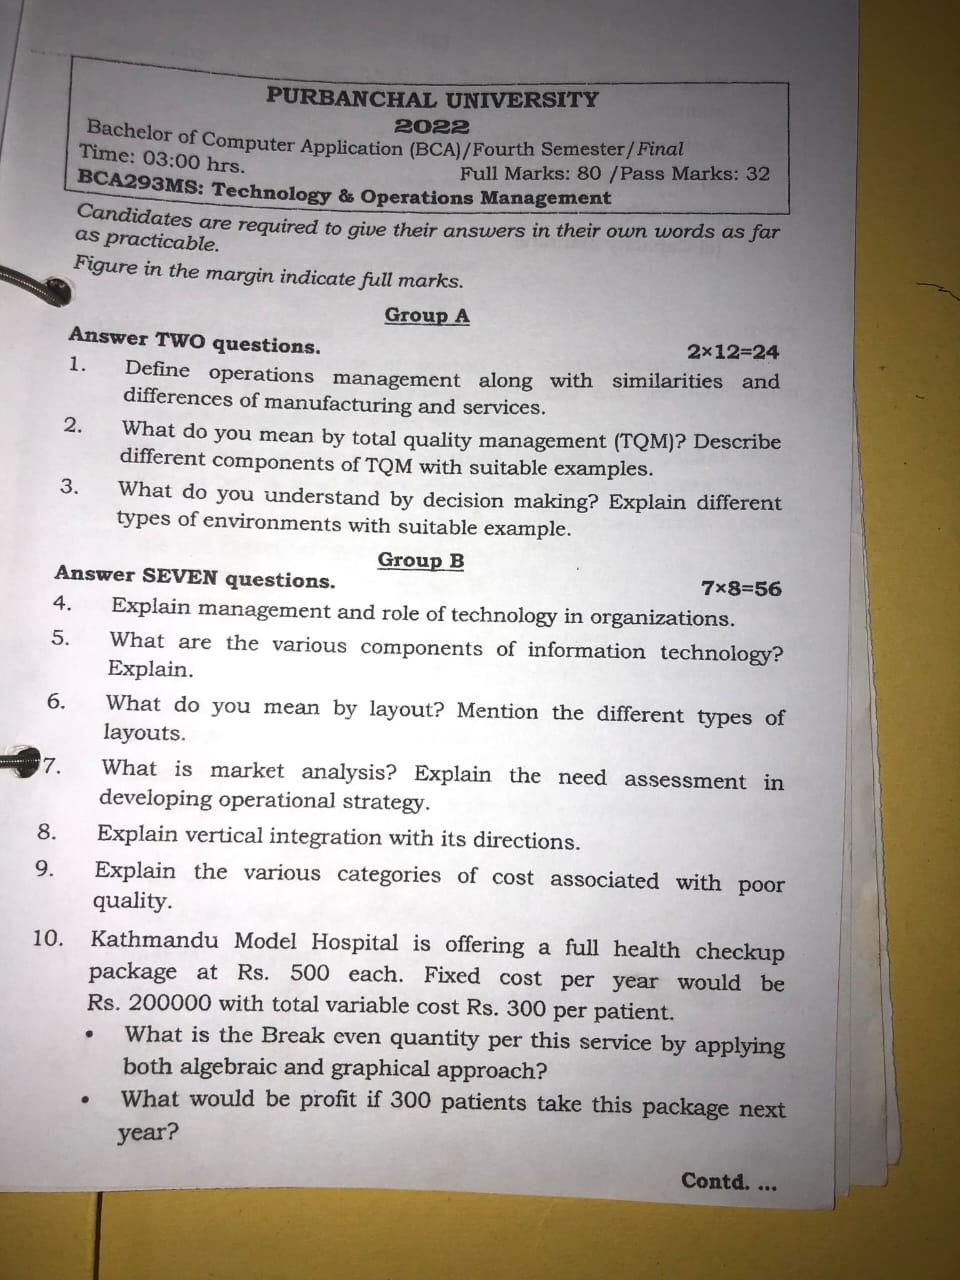 PURBANCHAL UNIVERSITY
2022
Bachelor of Computer Application (BCA)/Fourth Semester/Final
Time: 03:00 hrs. Full Marks: 80 /Pass Marks: 32
BCA293MS: Technology & Operations Management
Candidates are required to give their answers in their own words as far
as practicable.
Figure in the margin indicate full marks.
Group A
Answer TWO questions. 2×12=24
1. Define operations management along with similarities and
differences of manufacturing and services.
2. What do you mean by total quality management (TQM)? Describe
different components of TQM with suitable examples.
3. What do you understand by decision making? Explain different
types of environments with suitable example.
Group B
Answer SEVEN questions. 7×8=56
4. Explain management and role of technology in organizations.
5. What are the various components of information technology?
Explain.
6. What do you mean by layout? Mention the different types of
layouts.
7. What is market analysis? Explain the need assessment in
developing operational strategy.
8. Explain vertical integration with its directions.
9. Explain the various categories of cost associated with poor
quality.
10. Kathmandu Model Hospital is offering a full health checkup
package at Rs. 500 each. Fixed cost per year would be
Rs. 200000 with total variable cost Rs. 300 per patient.
• What is the Break even quantity per this service by applying
both algebraic and graphical approach?
• What would be profit if 300 patients take this package next
year?
Contd. ...